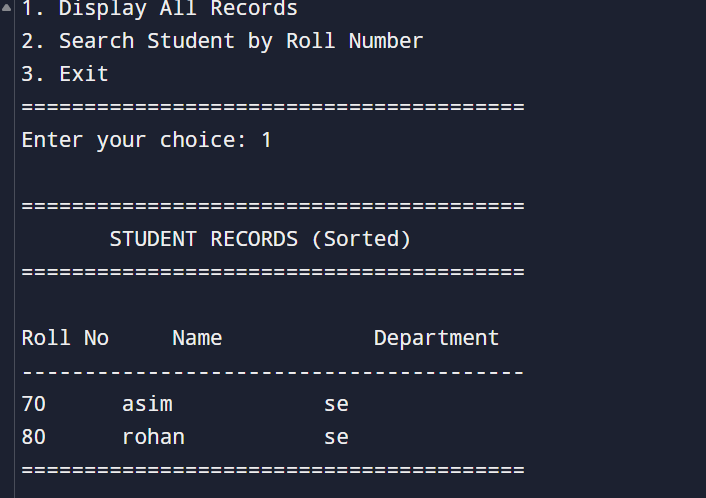 1. Display All Records
2. Search Student by Roll Number
3. Exit
========================================
Enter your choice: 1
========================================
       STUDENT RECORDS (Sorted)
========================================
Roll No     Name            Department
----------------------------------------
70      asim            se
80      rohan           se
========================================